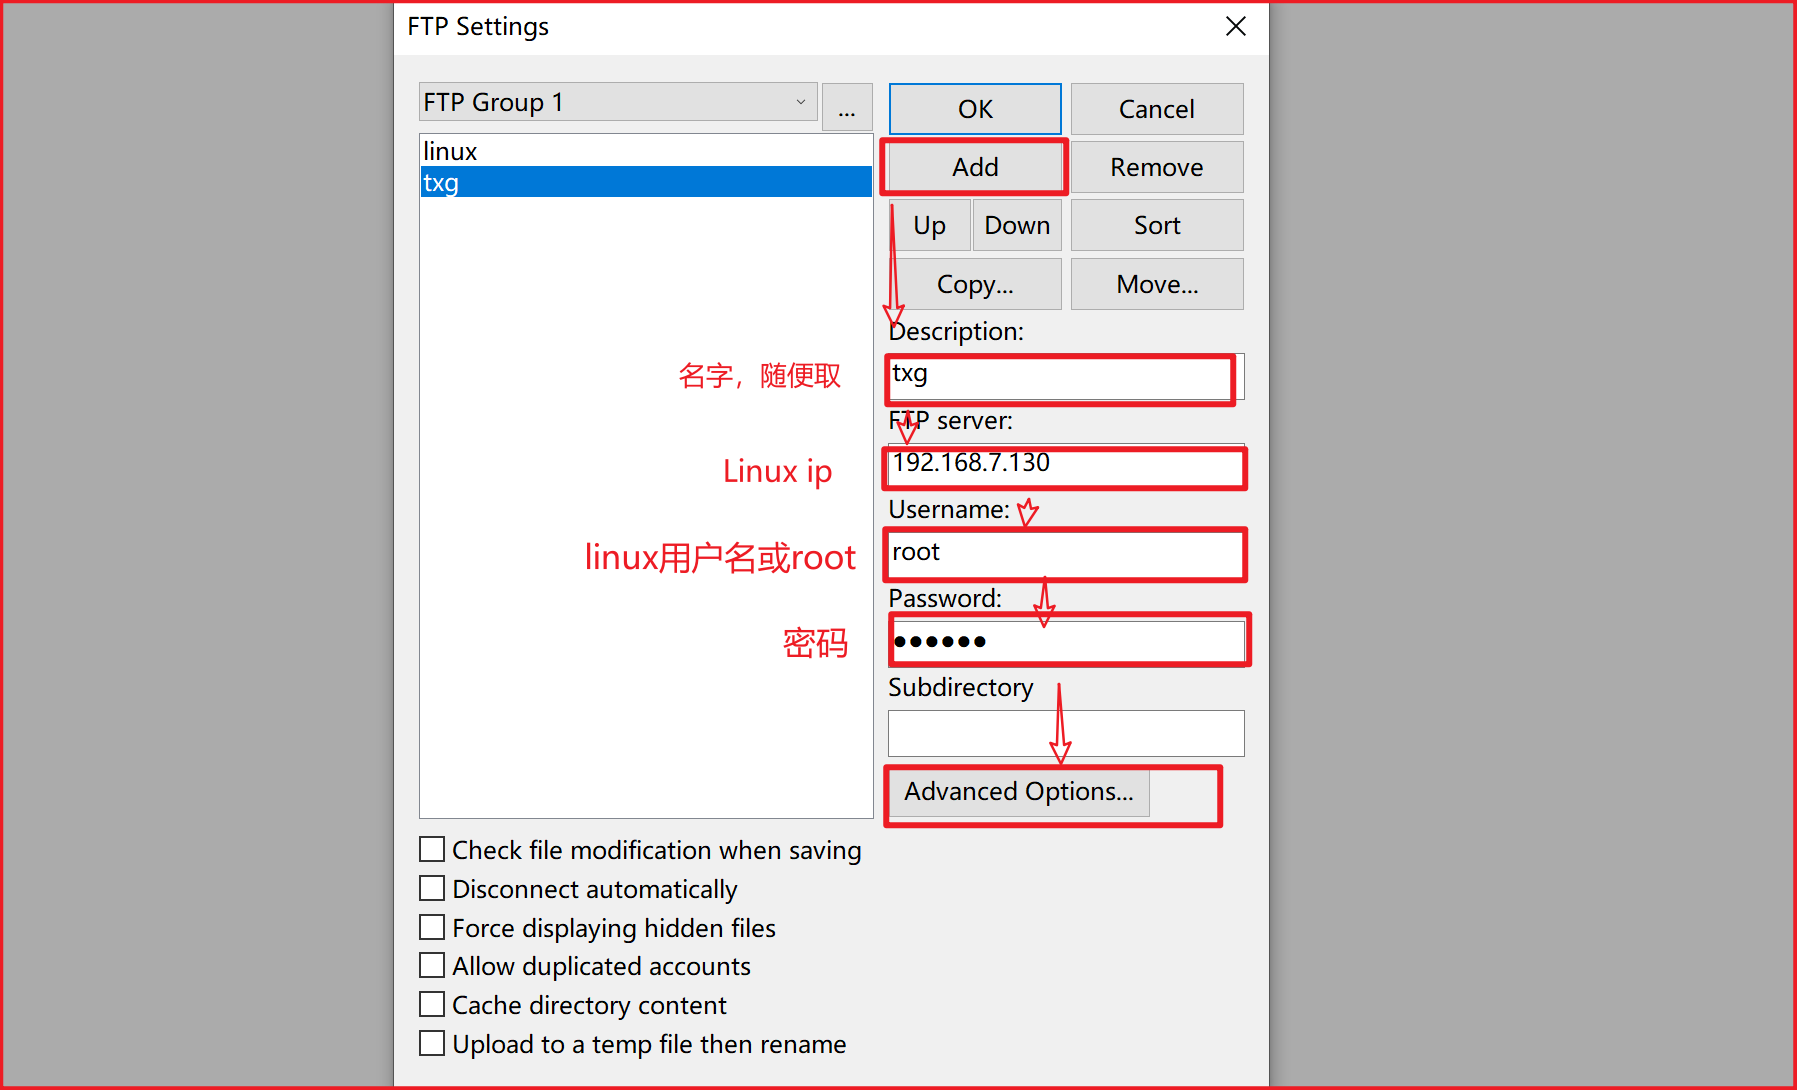 FTP Settings
FTP Group 1
...
OK
Cancel
linux
txg
Add
Remove
Up
Down
Sort
Copy...
Move...
Description:
名字，随便取
txg
FTP server:
Linux ip
192.168.7.130
Username:
linux用户名或root
root
Password:
密码
●●●●●●
Subdirectory
Advanced Options...
Check file modification when saving
Disconnect automatically
Force displaying hidden files
Allow duplicated accounts
Cache directory content
Upload to a temp file then rename